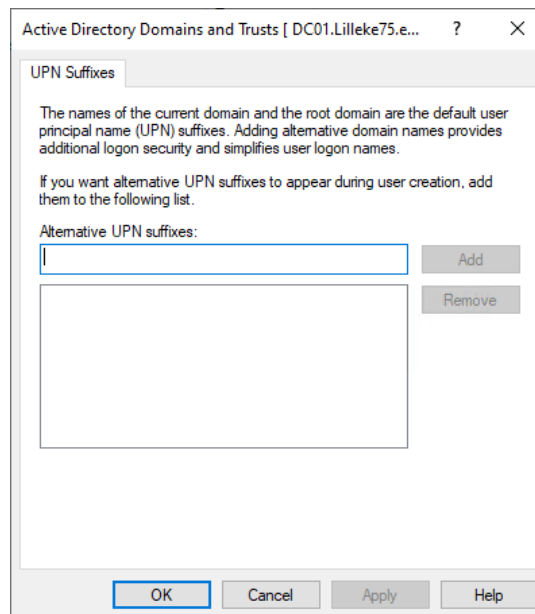 Active Directory Domains and Trusts [ DC01.Lilleke75.e... ?
UPN Suffixes
The names of the current domain and the root domain are the default user
principal name (UPN) suffixes. Adding alternative domain names provides
additional logon security and simplifies user logon names.
If you want alternative UPN suffixes to appear during user creation, add
them to the following list.
Alternative UPN suffixes:
Add
Remove
OK Cancel Apply Help